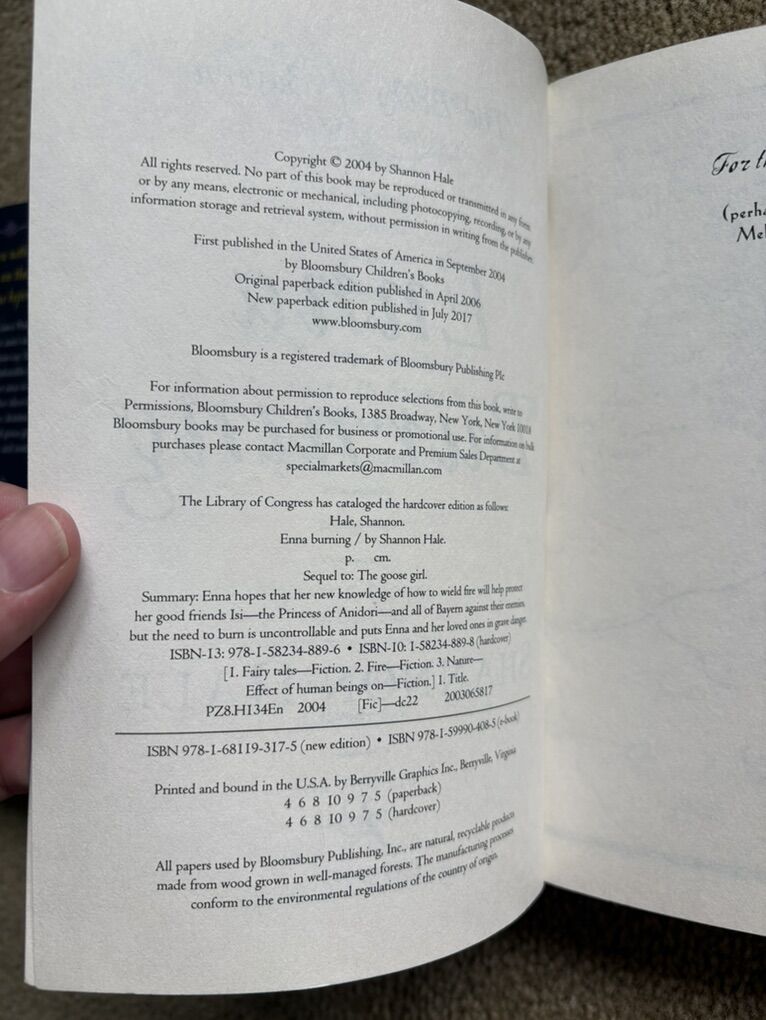 Copyright © 2004 by Shannon Hale
All rights reserved. No part of this book may be reproduced or transmitted in any form
or by any means, electronic or mechanical, including photocopying, recording, or by any
information storage and retrieval system, without permission in writing from the publisher.
First published in the United States of America in September 2004
by Bloomsbury Children's Books
Original paperback edition published in April 2006
New paperback edition published in July 2017
www.bloomsbury.com
Bloomsbury is a registered trademark of Bloomsbury Publishing Plc
For information about permission to reproduce selections from this book, write to
Permissions, Bloomsbury Children's Books, 1385 Broadway, New York, New York 10018
Bloomsbury books may be purchased for business or promotional use. For information on bulk
purchases please contact Macmillan Corporate and Premium Sales Department at
specialmarkets@macmillan.com
The Library of Congress has cataloged the hardcover edition as follows:
Hale, Shannon.
Enna burning / by Shannon Hale.
p. cm.
Sequel to: The goose girl.
Summary: Enna hopes that her new knowledge of how to wield fire will help protect
her good friends Isi—the Princess of Anidori—and all of Bayern against their enemies,
but the need to burn is uncontrollable and puts Enna and her loved ones in grave danger.
ISBN-13: 978-1-58234-889-6 • ISBN-10: 1-58234-889-8 (hardcover)
[1. Fairy tales—Fiction. 2. Fire—Fiction. 3. Nature—
Effect of human beings on—Fiction.] 1. Title.
PZ8.H134En 2004 [Fic]—dc22 2003065817
ISBN 978-1-68119-317-5 (new edition) • ISBN 978-1-59990-408-5 (e-book)
Printed and bound in the U.S.A. by Berryville Graphics Inc., Berryville, Virginia
4 6 8 10 9 7 5 (paperback)
4 6 8 10 9 7 5 (hardcover)
All papers used by Bloomsbury Publishing, Inc., are natural, recyclable products
made from wood grown in well-managed forests. The manufacturing processes
conform to the environmental regulations of the country of origin.
For th
(perha
Mel